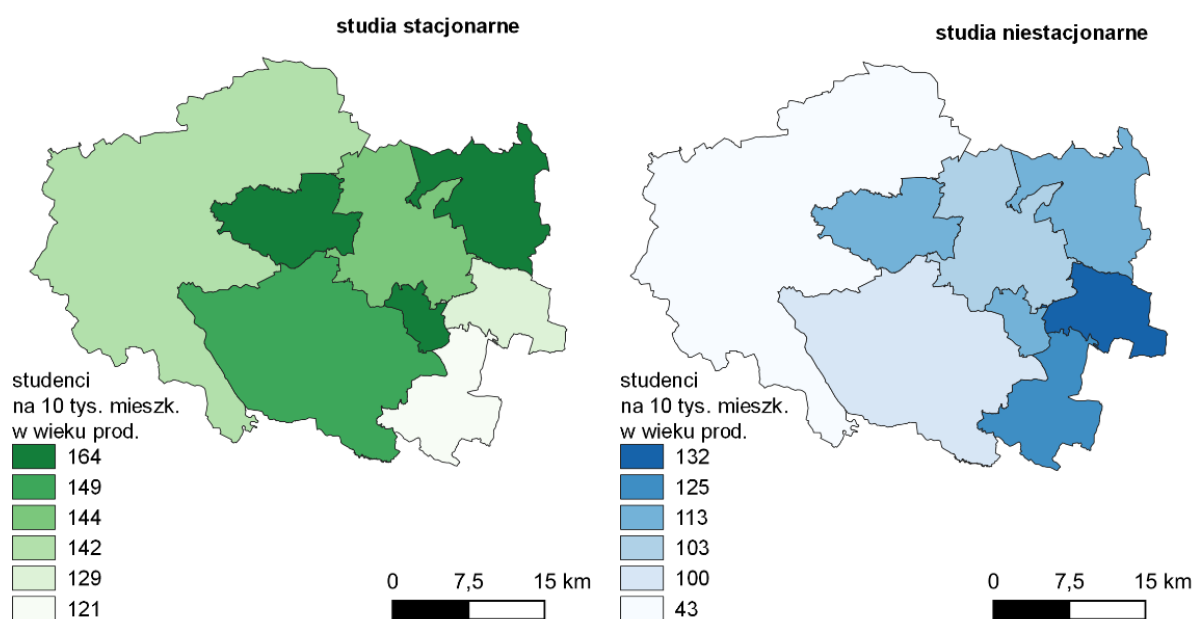 studia stacjonarne
studenci
na 10 tys. mieszk.
w wieku prod.
164
149
144
142
129
121
0 7,5 15 km
studia niestacjonarne
studenci
na 10 tys. mieszk.
w wieku prod.
132
125
113
103
100
43
0 7,5 15 km